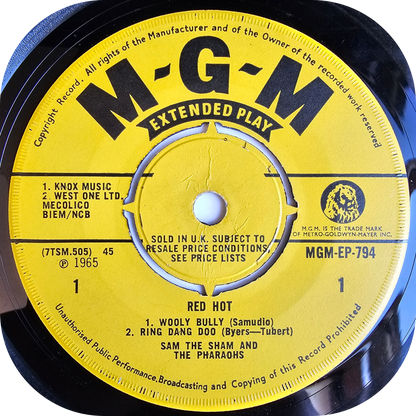 Copyright Record. All rights of the Manufacturer and of the Owner of the recorded work reserved.
M-G-M
EXTENDED PLAY
1. KNOX MUSIC
2. WEST ONE LTD.
MECOLICO
BIEM/NCB
M.G.M. IS THE TRADE MARK
OF METRO-GOLDWYN-MAYER INC.
SOLD IN U.K. SUBJECT TO
RESALE PRICE CONDITIONS,
SEE PRICE LISTS
(7TSM.505) 45
℗ 1965
MGM-EP-794
1
1
RED HOT
1. WOOLY BULLY (Samudio)
2. RING DANG DOO (Byers—Tubert)
SAM THE SHAM AND
THE PHARAOHS
Unauthorised Public Performance, Broadcasting and Copying of this Record Prohibited